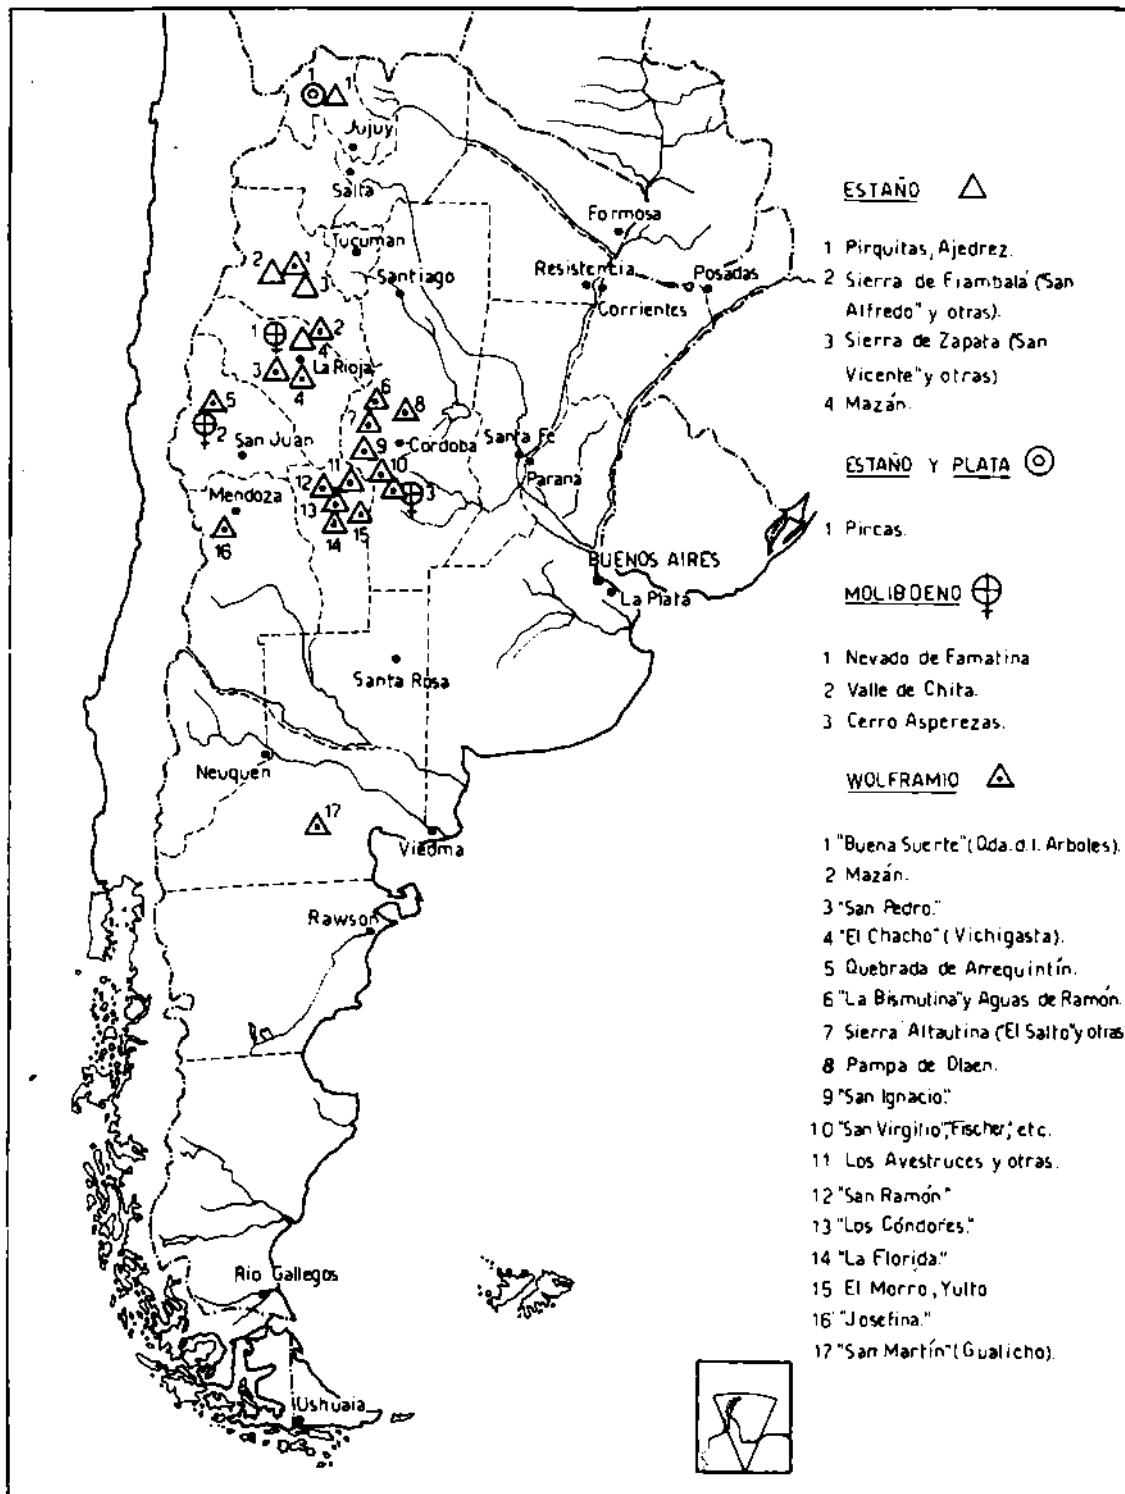 1
1
Jujuy
Salta
Tucuman
2
1
3
Santiago
Formosa
Resistencia
Posadas
Corrientes
1
2
4
La Rioja
3
4
5
6
8
7
2
San Juan
9
Cordoba
Santa Fe
10
Parana
11
12
3
Mendoza
13
15
14
16
BUENOS AIRES
La Plata
Santa Rosa
Neuquen
17
Viedma
Rawson
Rio Gallegos
Ushuaia
ESTAÑO
1 Pirquitas, Ajedrez.
2 Sierra de Fiambalá ("San
Alfredo" y otras).
3 Sierra de Zapata (San
Vicente" y otras)
4 Mazán.
ESTAÑO Y PLATA
1 Pircas.
MOLIBDENO
1 Nevado de Famatina
2 Valle de Chita.
3 Cerro Asperezas.
WOLFRAMIO
1 "Buena Suerte" (Qda.d.l. Arboles).
2 Mazán.
3 "San Pedro."
4 "El Chacho" (Vichigasta).
5 Quebrada de Arrequintín.
6 "La Bismutina" y Aguas de Ramón.
7 Sierra Altautina ("El Salto" y otras
8 Pampa de Olaen.
9 "San Ignacio."
10 "San Virgilio", "Fischer", etc.
11 Los Avestruces y otras.
12 "San Ramón"
13 "Los Cóndores."
14 "La Florida."
15 El Morro, Yulto
16 "Josefina."
17 "San Martín" (Gualicho).